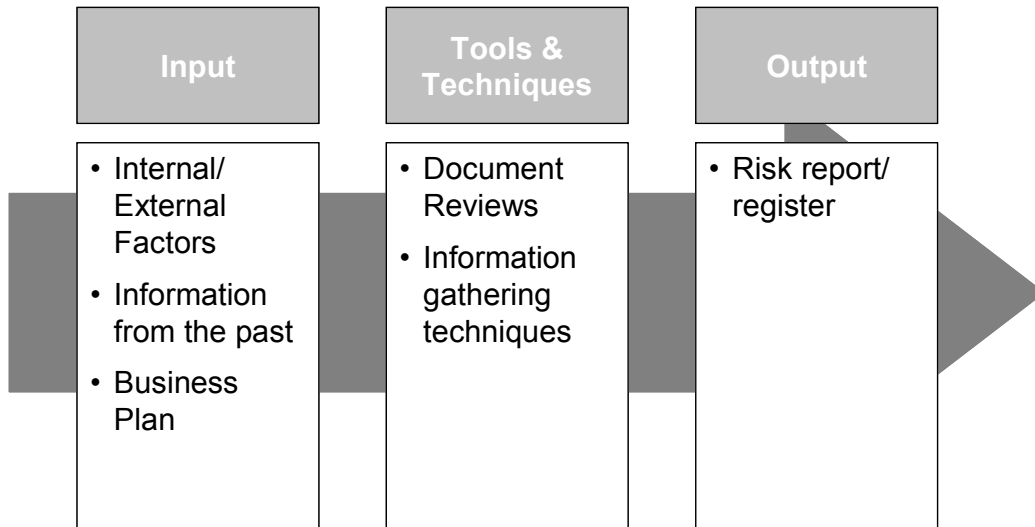 Input
• Internal/
External
Factors
• Information
from the past
• Business
Plan
Tools &
Techniques
• Document
Reviews
• Information
gathering
techniques
Output
• Risk report/
register